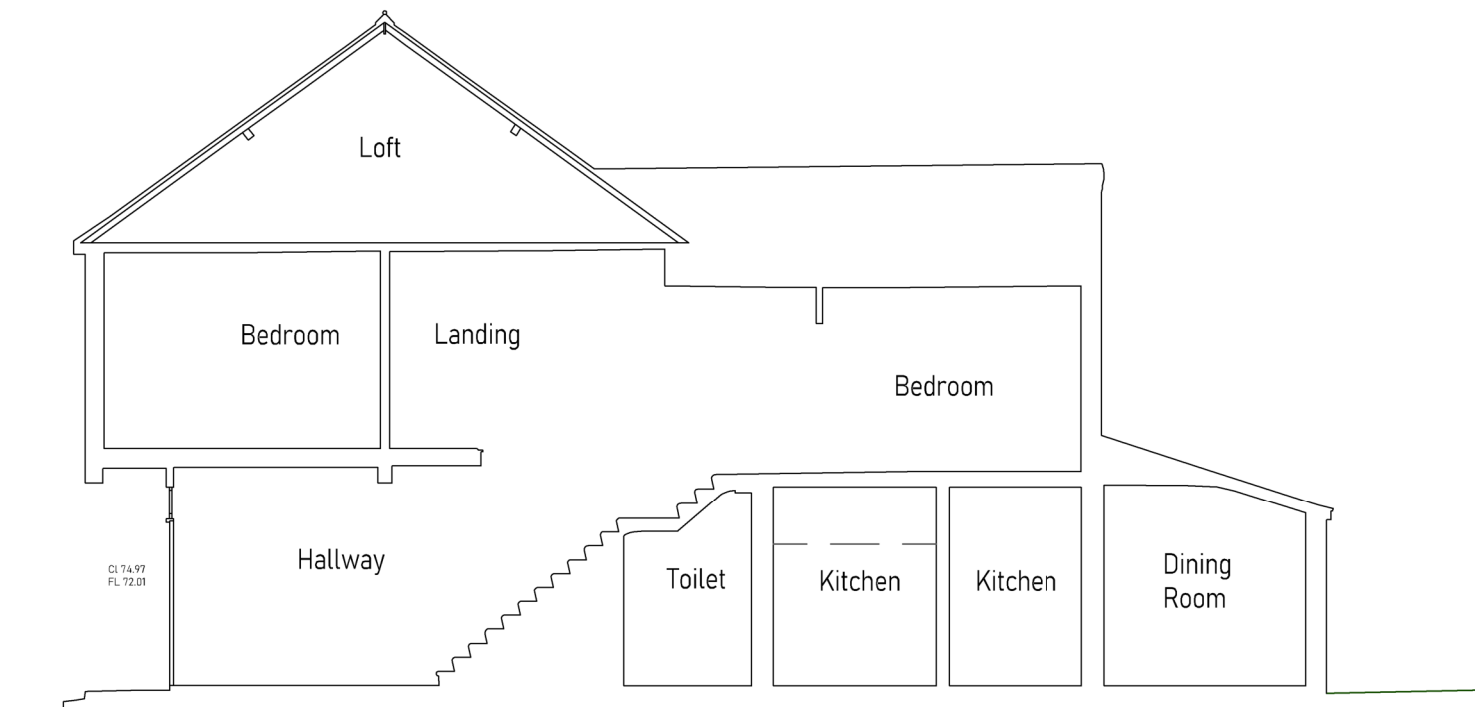 Loft
Bedroom
Landing
Bedroom
Hallway
CL 74.97
FL 72.01
Toilet
Kitchen
Kitchen
Dining
Room